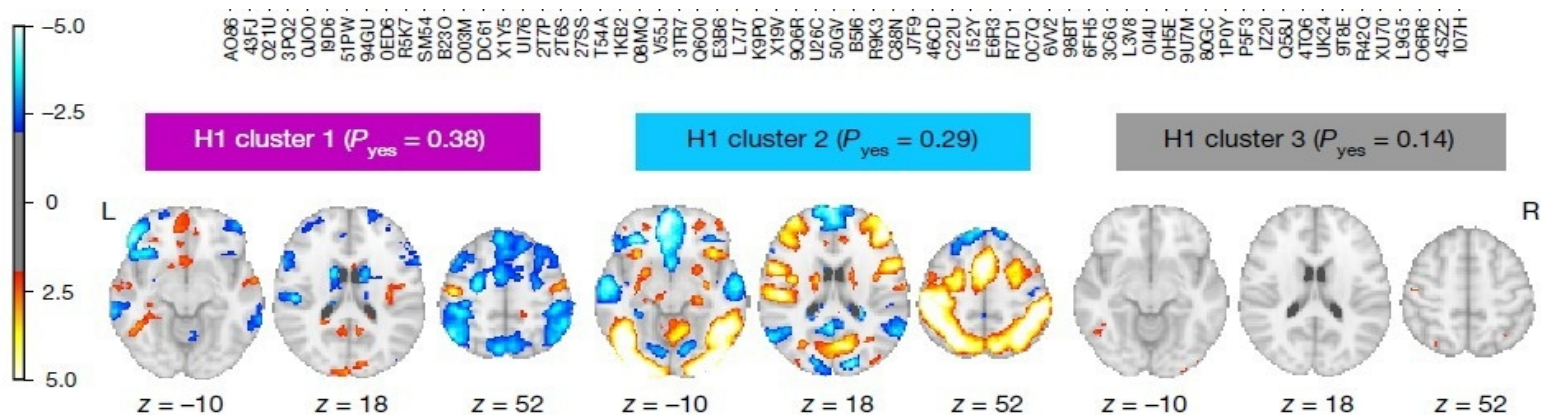 AO86 43FJ O21U 3PQ2 0JO0 I9D6 51PW 94GU 0ED6 R5K7 SM54 B23O O03M DC61 X1Y5 UI76 2T7P 2T6S 27SS T54A 1KB2 08MQ V55J 3TR7 Q6O0 E3B6 L7J7 K9P0 X19V 9Q6R U26C 50GV B5I6 R9K3 C88N J7F9 46CD C22U I52Y E6R3 R7D1 0C7Q 6VV2 98BT 6FH5 3C6G L3V8 0I4U 0H5E 9U7M 80GC 1P0Y P5F3 IZ20 Q58J 4TQ6 UK24 9T8E R42Q XU70 L9G5 O6R6 4SZ2 I07H
-5.0
-2.5
0
2.5
5.0
H1 cluster 1 (Pyes = 0.38) H1 cluster 2 (Pyes = 0.29) H1 cluster 3 (Pyes = 0.14)
L R
z = –10 z = 18 z = 52 z = –10 z = 18 z = 52 z = –10 z = 18 z = 52